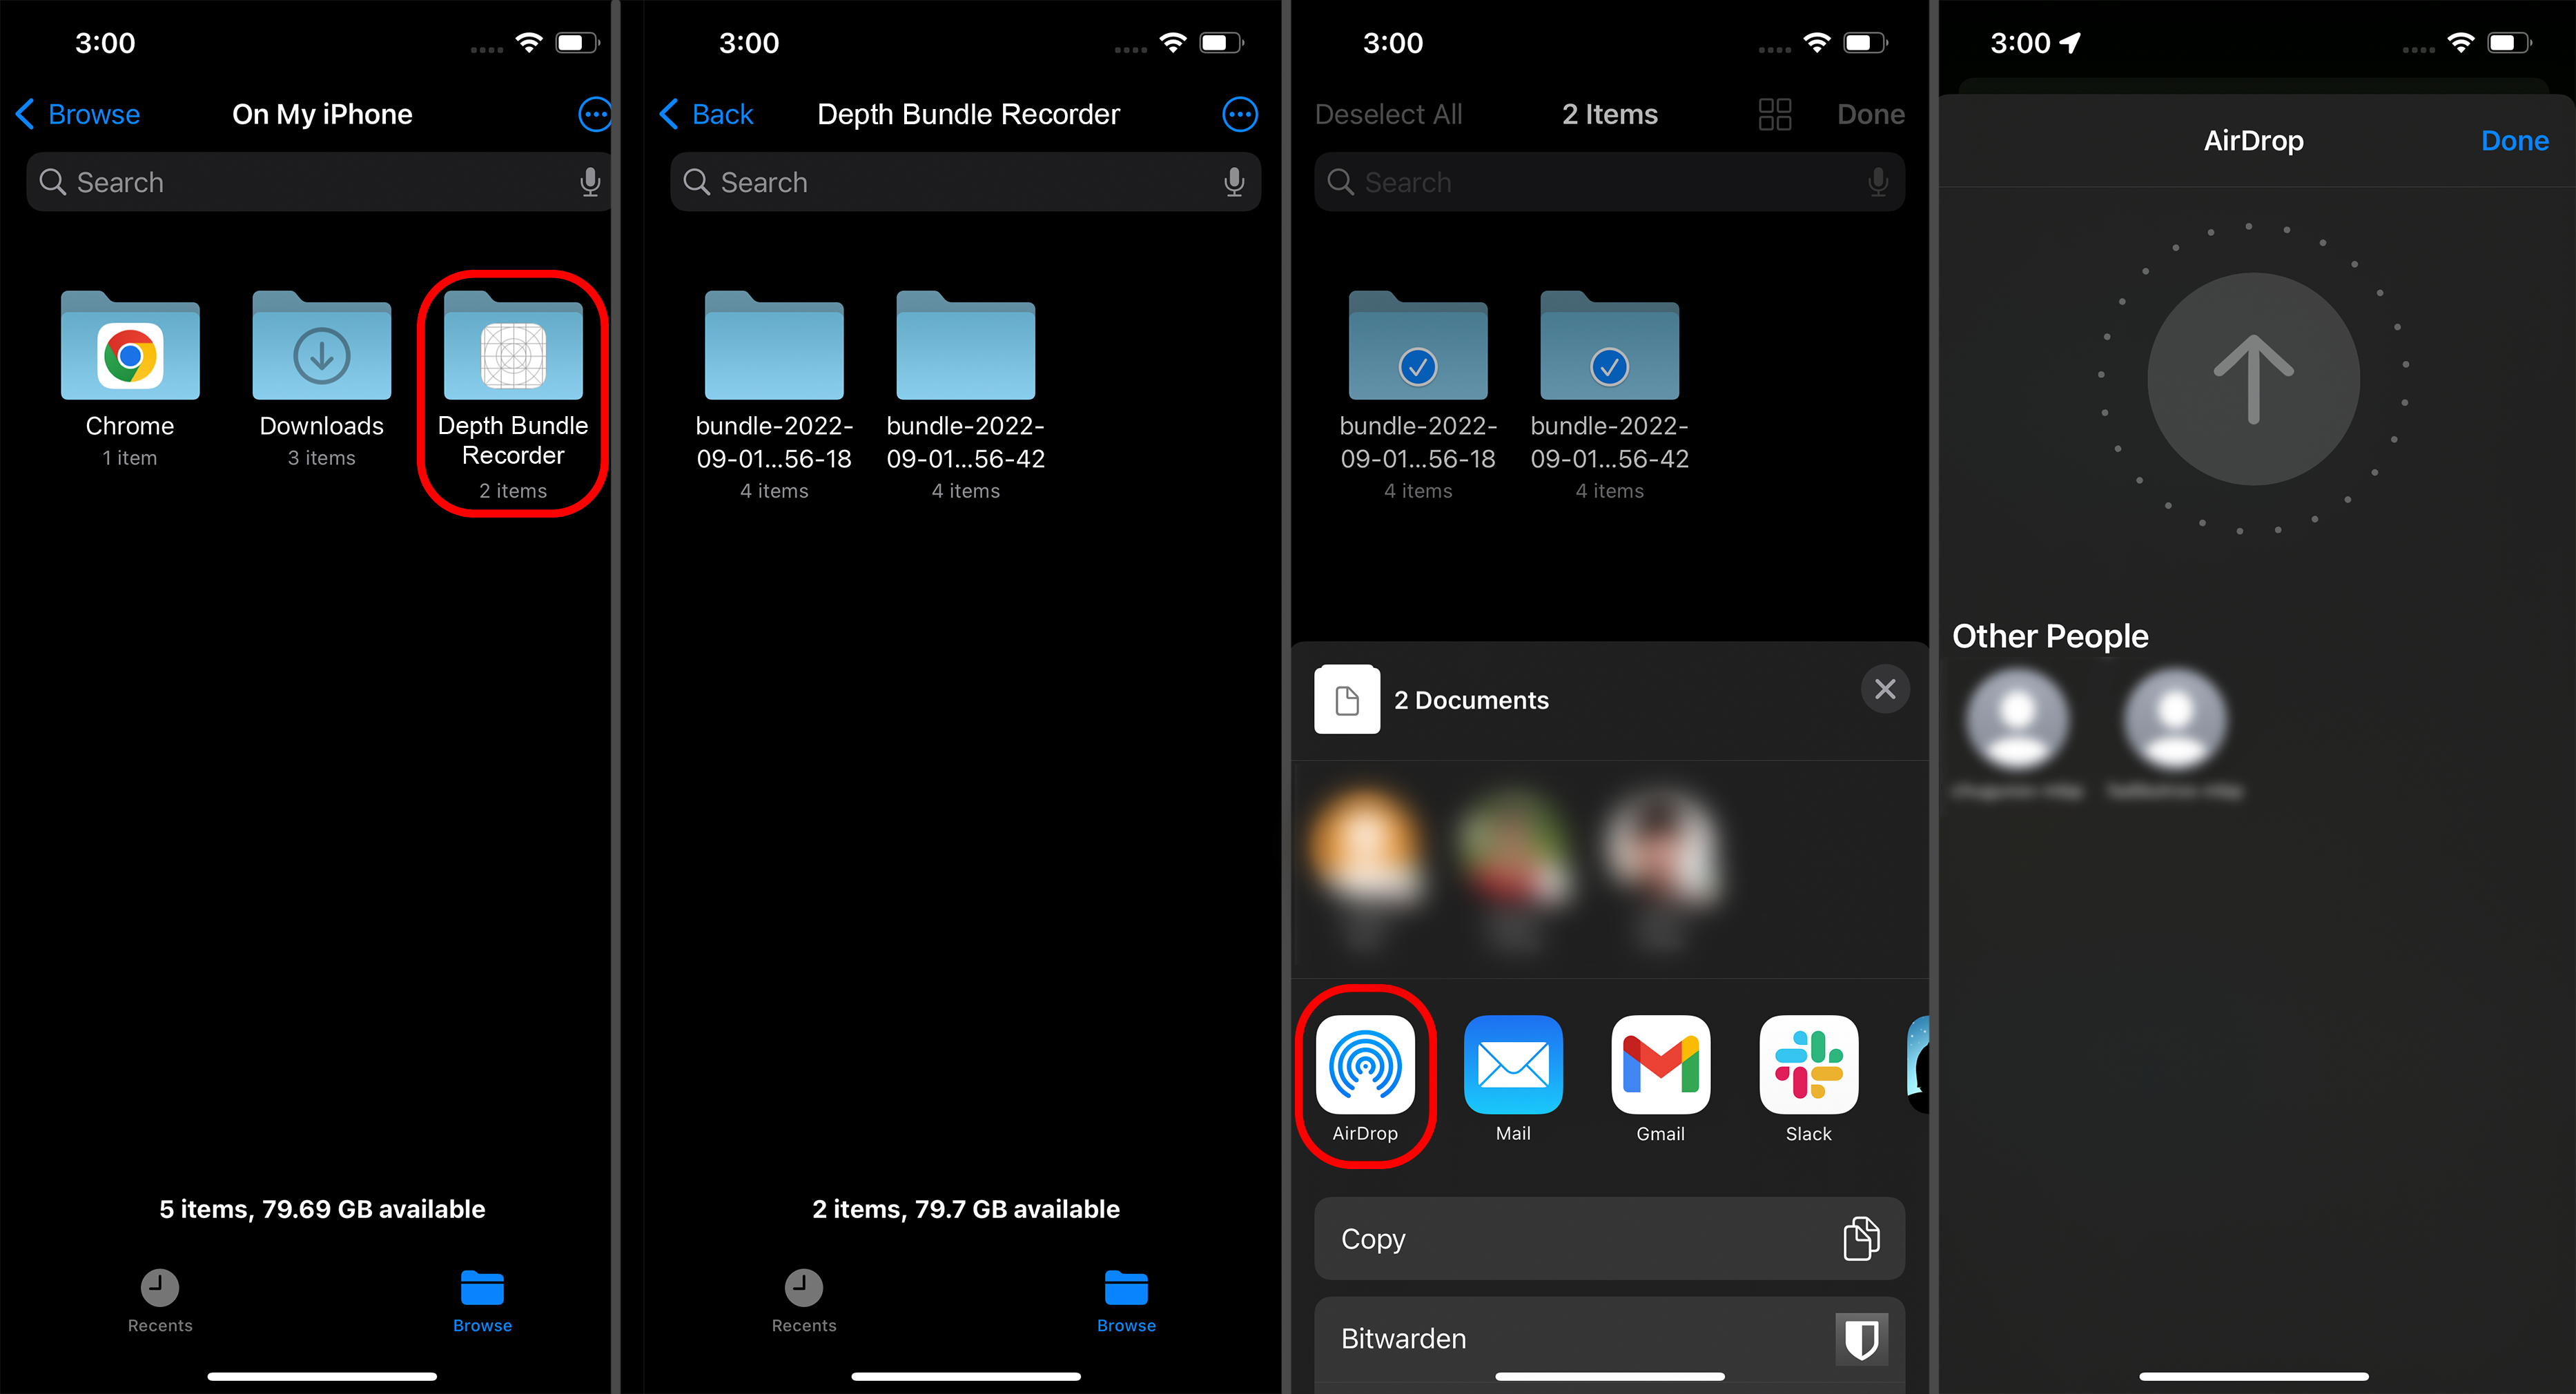 3:00
Browse
On My iPhone
Search
Chrome
1 item
Downloads
3 items
Depth Bundle
Recorder
2 items
5 items, 79.69 GB available
Recents
Browse
3:00
Back
Depth Bundle Recorder
Search
bundle-2022-
09-01...56-18
4 items
bundle-2022-
09-01...56-42
4 items
2 items, 79.7 GB available
Recents
Browse
3:00
Deselect All
2 Items
Done
Search
bundle-2022-
09-01...56-18
4 items
bundle-2022-
09-01...56-42
4 items
2 Documents
AirDrop
Mail
Gmail
Slack
Copy
Bitwarden
3:00
AirDrop
Done
Other People